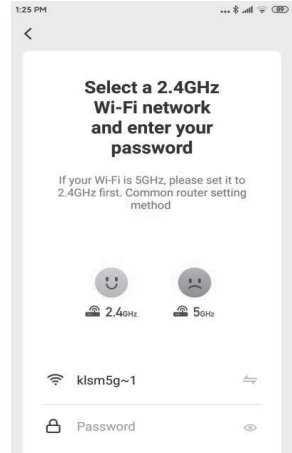 1:25 PM
Select a 2.4GHz
Wi-Fi network
and enter your
password
If your Wi-Fi is 5GHz, please set it to
2.4GHz first. Common router setting
method
2.4GHz 5GHz
klsm5g~1
Password